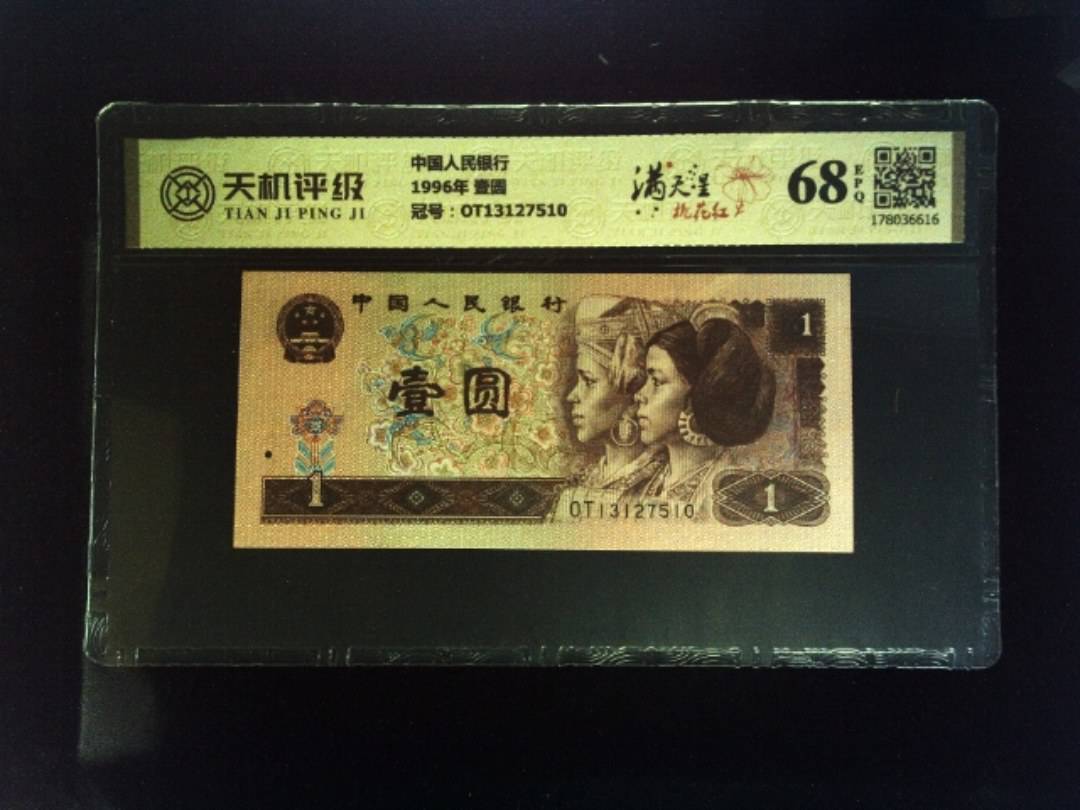 天机评级
TIAN JI PING JI
中国人民银行
1996年 壹圆
冠号：OT13127510
满天星
桃花红
68 EPQ
178036616
中国人民银行
1
壹圆
1
OT13127510
1